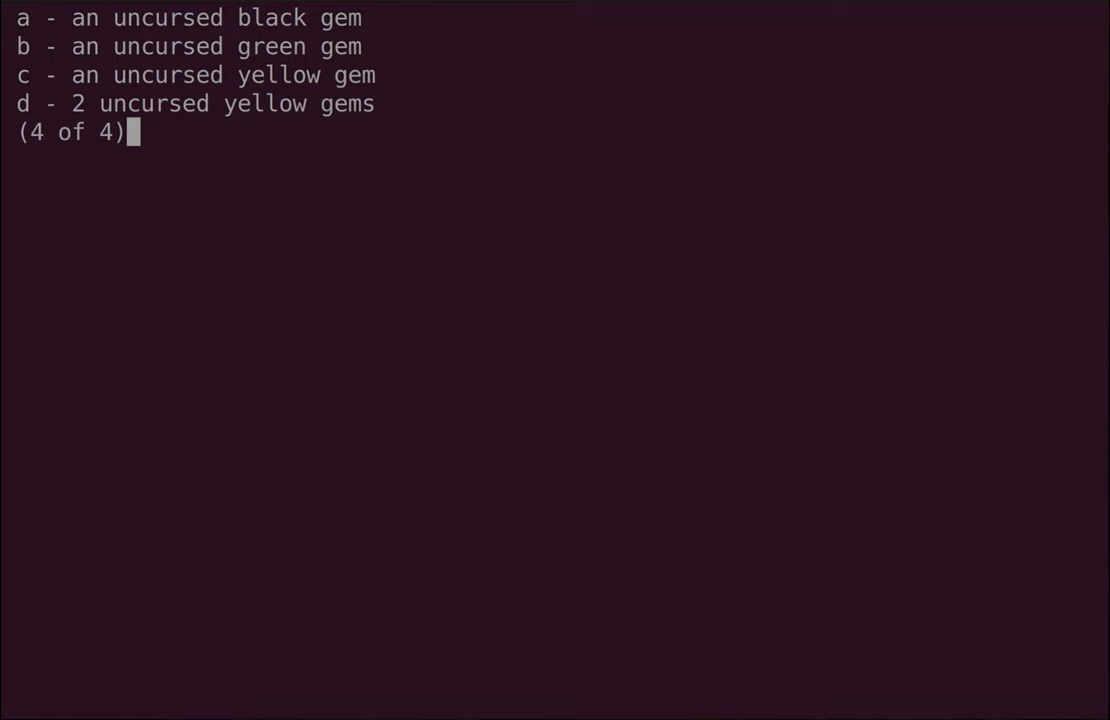 a - an uncursed black gem
b - an uncursed green gem
c - an uncursed yellow gem
d - 2 uncursed yellow gems
(4 of 4)